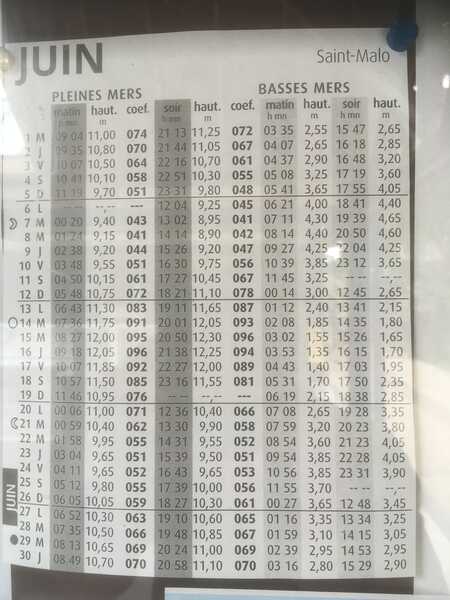 JUIN
Saint-Malo
PLEINES MERS BASSES MERS
matin haut. coef. soir haut. coef. matin haut. soir haut.
h mn m h mn m h mn m h mn m
1 M 09 04 11,00 074 21 13 11,25 072 03 35 2,55 15 47 2,65
2 J 09 35 10,80 070 21 44 11,05 067 04 07 2,65 16 18 2,85
3 V 10 07 10,50 064 22 16 10,70 061 04 37 2,90 16 48 3,20
4 S 10 41 10,10 058 22 51 10,30 055 05 08 3,25 17 19 3,60
5 D 11 19 9,70 051 23 31 9,80 048 05 41 3,65 17 55 4,05
6 L -- -- --,-- --- 12 04 9,25 045 06 21 4,00 18 41 4,40
7 M 00 20 9,40 043 13 02 8,95 041 07 11 4,30 19 39 4,65
8 M 01 24 9,15 041 14 14 8,90 042 08 14 4,40 20 50 4,60
9 J 02 38 9,20 044 15 26 9,20 047 09 27 4,25 22 04 4,25
10 V 03 48 9,55 051 16 30 9,75 056 10 39 3,85 23 12 3,65
11 S 04 50 10,15 061 17 27 10,45 067 11 45 3,25 -- -- --,--
12 D 05 48 10,75 072 18 21 11,10 078 00 14 3,00 12 45 2,65
13 L 06 43 11,30 083 19 11 11,65 087 01 12 2,40 13 41 2,15
14 M 07 36 11,75 091 20 01 12,05 093 02 08 1,85 14 35 1,80
15 M 08 27 12,00 095 20 50 12,30 096 03 02 1,55 15 26 1,65
16 J 09 18 12,05 096 21 38 12,25 094 03 53 1,35 16 15 1,70
17 V 10 07 11,85 092 22 27 12,00 089 04 43 1,40 17 03 1,95
18 S 10 57 11,50 085 23 16 11,55 081 05 31 1,70 17 50 2,35
19 D 11 46 10,95 076 -- -- --,-- --- 06 19 2,15 18 38 2,85
20 L 00 06 11,00 071 12 36 10,40 066 07 08 2,65 19 28 3,35
21 M 00 59 10,40 062 13 30 9,90 058 07 59 3,20 20 23 3,80
22 M 01 58 9,95 055 14 31 9,55 052 08 54 3,60 21 23 4,05
23 J 03 04 9,65 051 15 39 9,50 051 09 54 3,85 22 28 4,05
24 V 04 11 9,65 052 16 43 9,65 053 10 56 3,85 23 31 3,90
25 S 05 12 9,80 055 17 39 10,00 056 11 55 3,70 -- -- --,--
26 D 06 05 10,05 059 18 27 10,30 061 00 27 3,65 12 48 3,45
27 L 06 52 10,30 063 19 10 10,60 065 01 16 3,35 13 34 3,25
28 M 07 35 10,50 066 19 48 10,85 067 01 59 3,10 14 15 3,05
29 M 08 13 10,65 069 20 24 11,00 069 02 39 2,95 14 53 2,95
30 J 08 49 10,70 070 20 58 11,10 070 03 16 2,80 15 29 2,90
JUIN